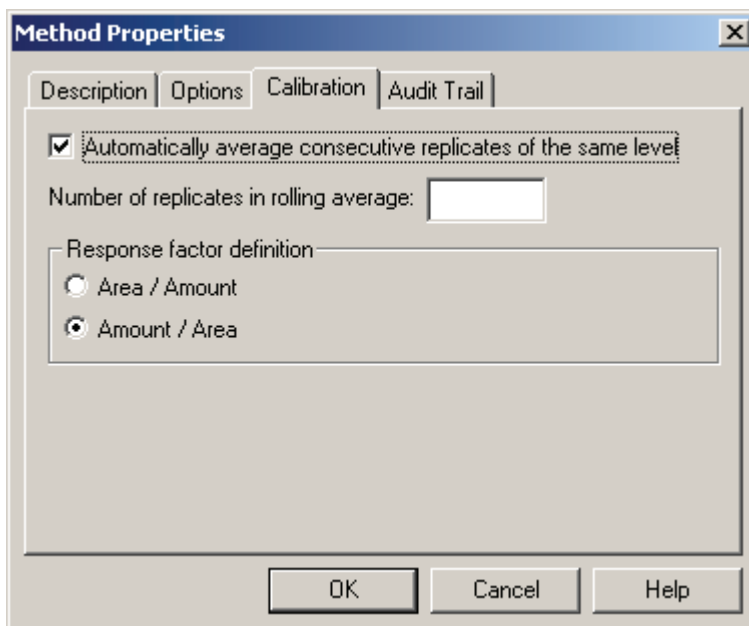 Method Properties
Description Options Calibration Audit Trail
Automatically average consecutive replicates of the same level
Number of replicates in rolling average:
Response factor definition
Area / Amount
Amount / Area
OK Cancel Help